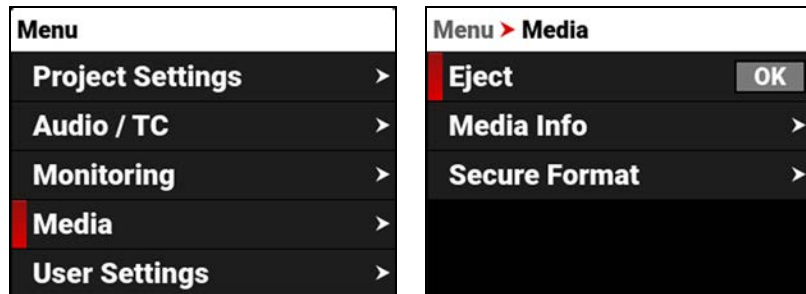 Menu
Project Settings
Audio / TC
Monitoring
Media
User Settings
Menu > Media
Eject OK
Media Info
Secure Format